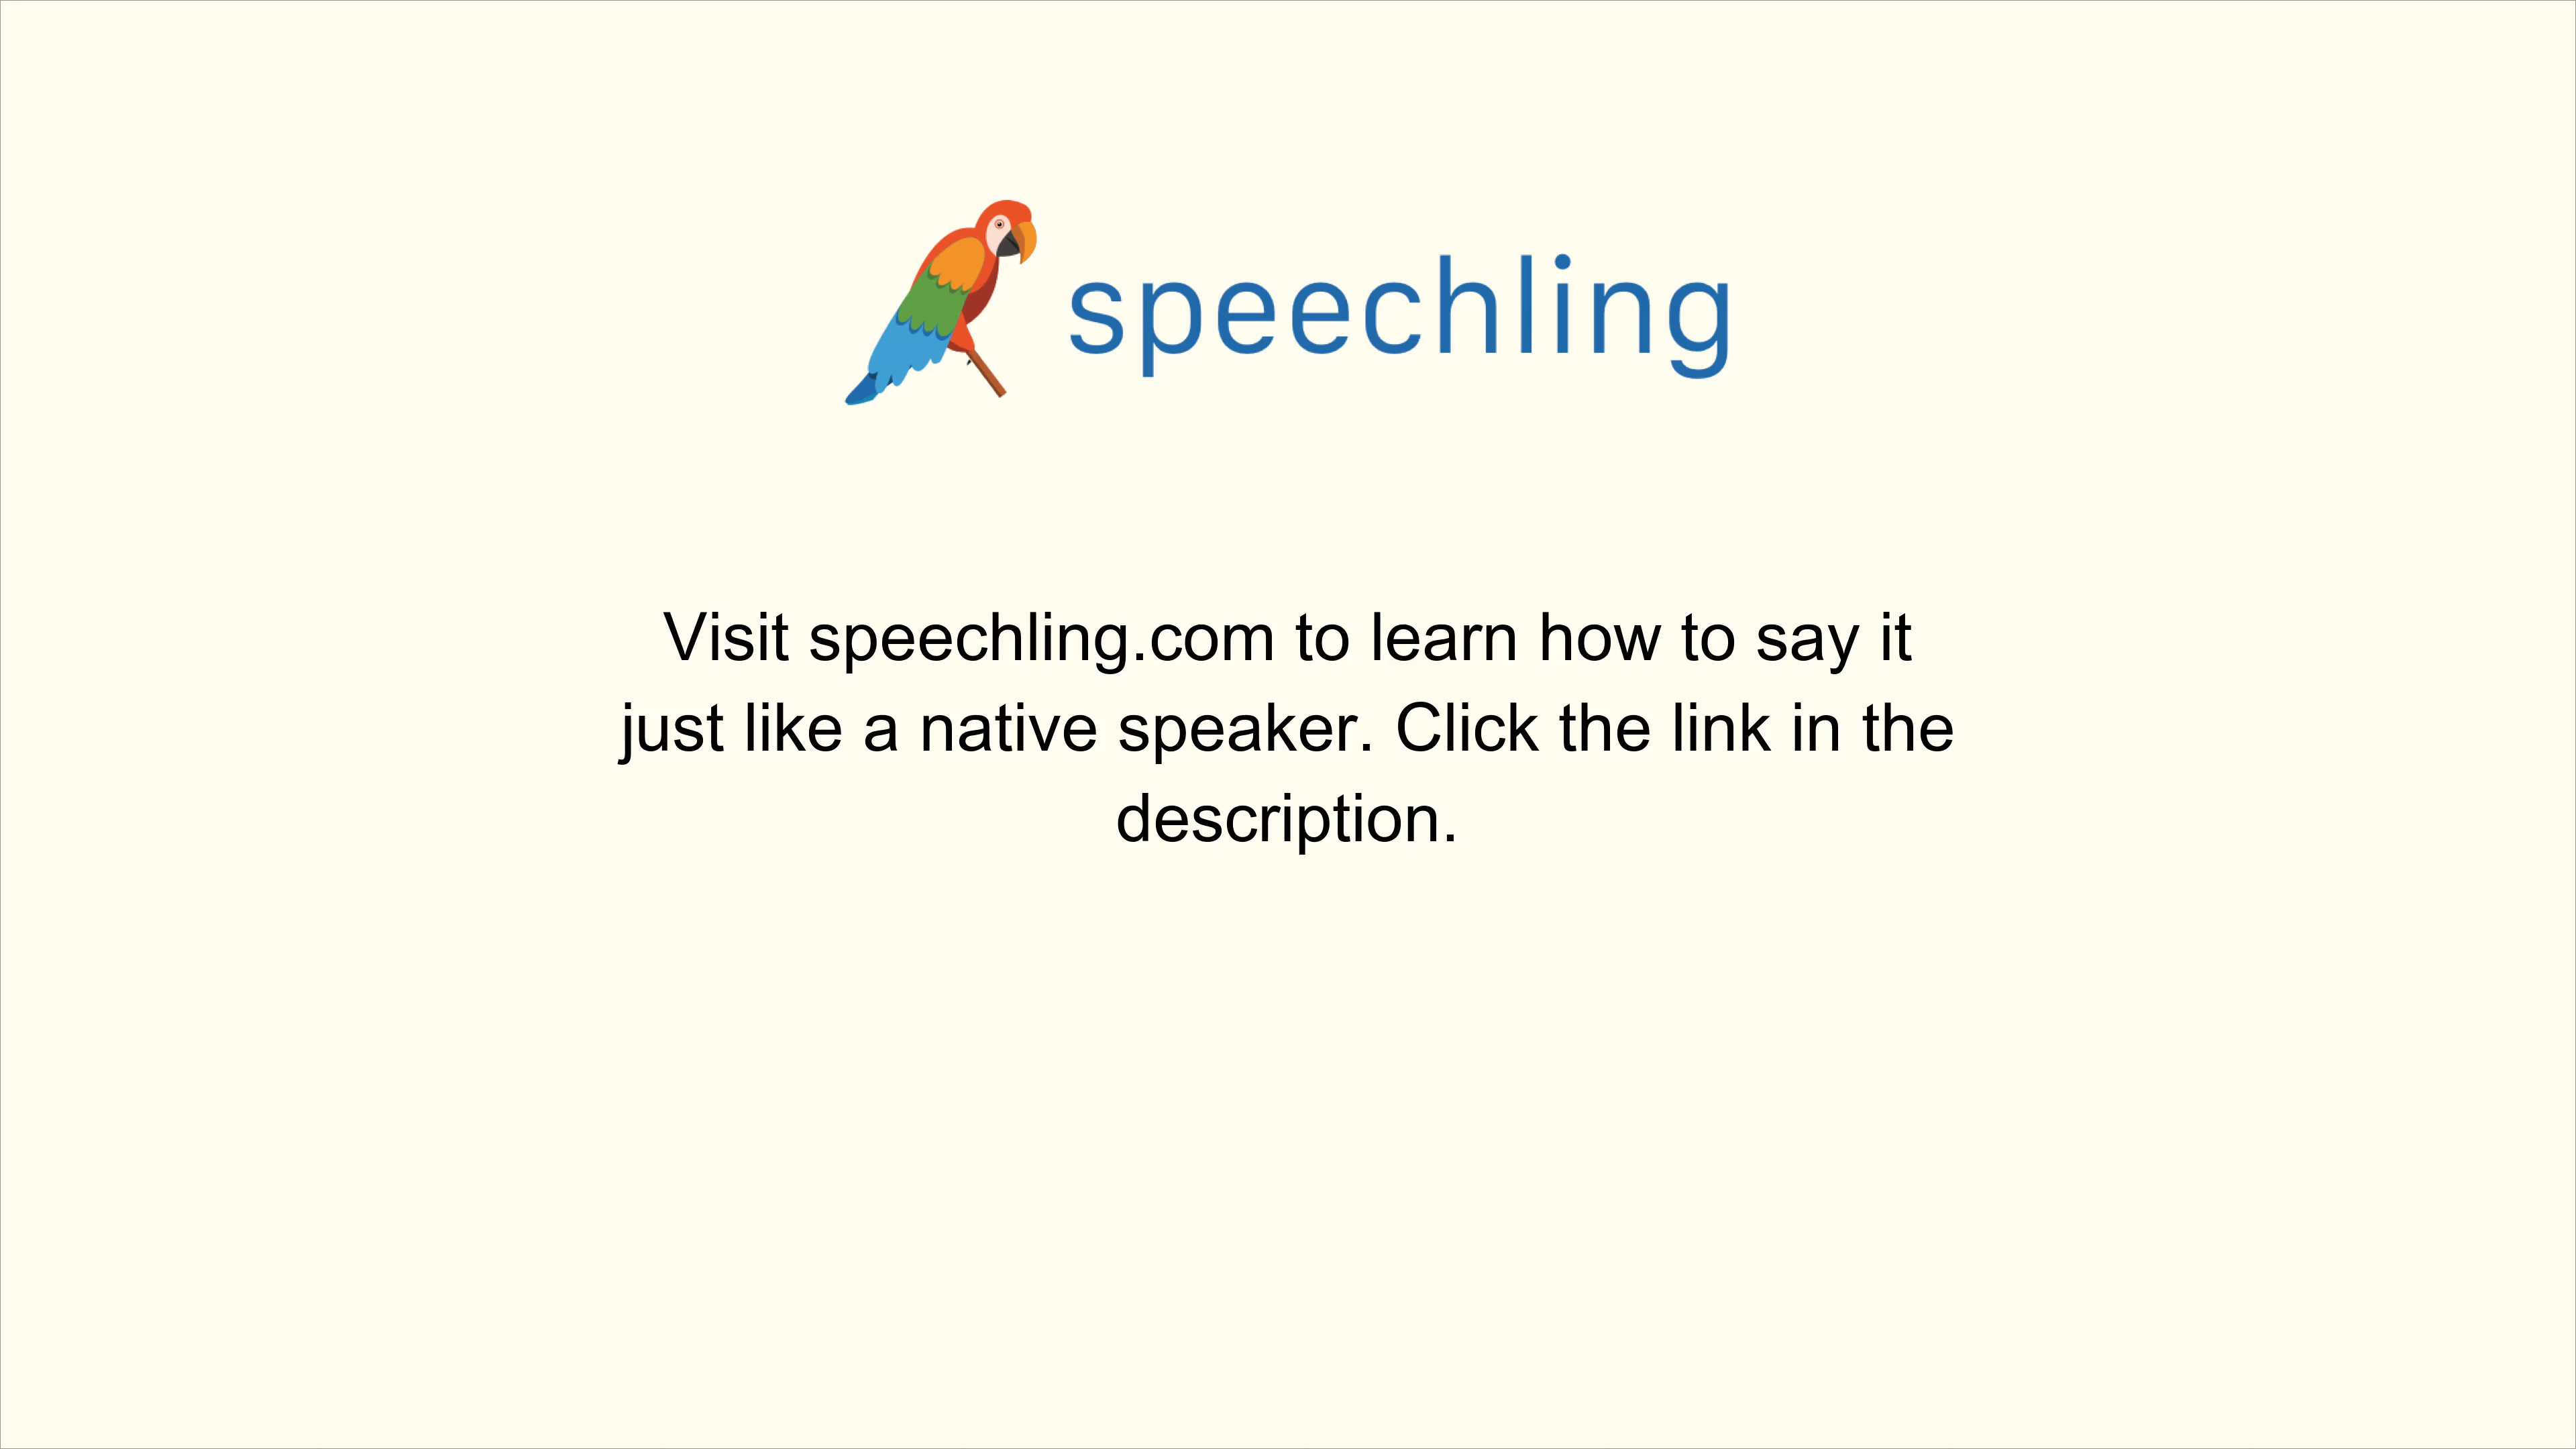 speechling
Visit speechling.com to learn how to say it
just like a native speaker. Click the link in the
description.